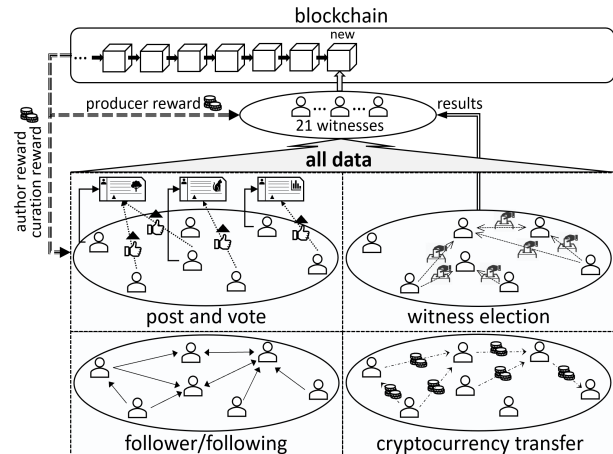 blockchain
new
...
producer reward
... ...
21 witnesses
results
author reward
curation reward
all data
post and vote
witness election
follower/following
cryptocurrency transfer